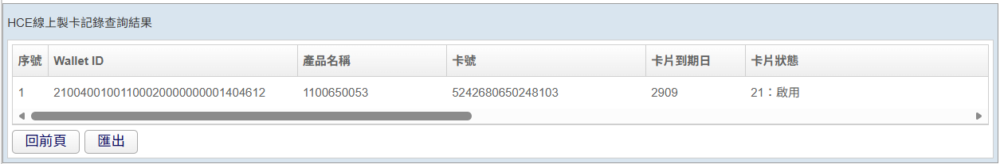 HCE線上製卡記錄查詢結果
序號 Wallet ID 產品名稱 卡號 卡片到期日 卡片狀態
1 21004001001100020000000001404612 1100650053 5242680650248103 2909 21：啟用
回前頁 匯出